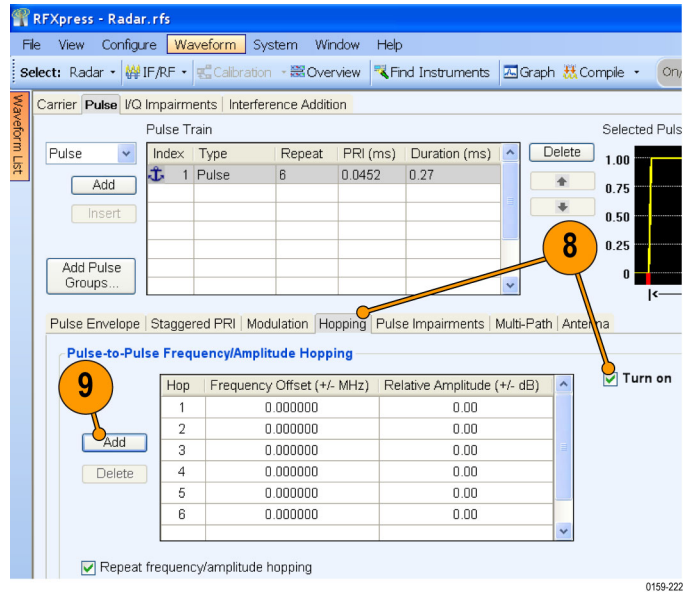 RFXpress - Radar.rfs
File View Configure Waveform System Window Help
Select: Radar IF/RF Calibration Overview Find Instruments Graph Compile On/
Waveform List
Carrier Pulse I/Q Impairments Interference Addition
Pulse Train
Selected Puls
Pulse
Index Type Repeat PRI (ms) Duration (ms)
1 Pulse 6 0.0452 0.27
Add
Insert
Add Pulse
Groups...
Delete
1.00
0.75
0.50
0.25
0
8
Pulse Envelope Staggered PRI Modulation Hopping Pulse Impairments Multi-Path Antenna
Pulse-to-Pulse Frequency/Amplitude Hopping
Turn on
9
Hop Frequency Offset (+/- MHz) Relative Amplitude (+/- dB)
1 0.000000 0.00
2 0.000000 0.00
3 0.000000 0.00
4 0.000000 0.00
5 0.000000 0.00
6 0.000000 0.00
Add
Delete
Repeat frequency/amplitude hopping
0159-222